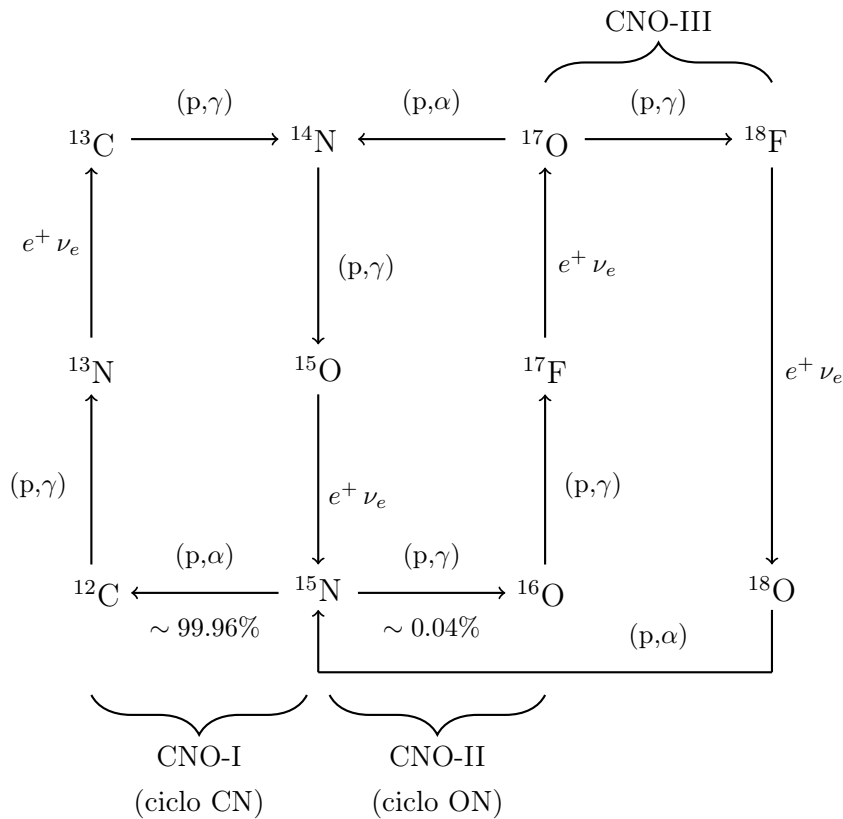 CNO-III
(p,γ) (p,α) (p,γ)
¹³C ¹⁴N ¹⁷O ¹⁸F
e⁺ νₑ (p,γ) e⁺ νₑ
¹³N ¹⁵O ¹⁷F e⁺ νₑ
(p,γ) e⁺ νₑ (p,γ)
(p,α) (p,γ)
¹²C ¹⁵N ¹⁶O ¹⁸O
∼ 99.96% ∼ 0.04% (p,α)
CNO-I CNO-II
(ciclo CN) (ciclo ON)